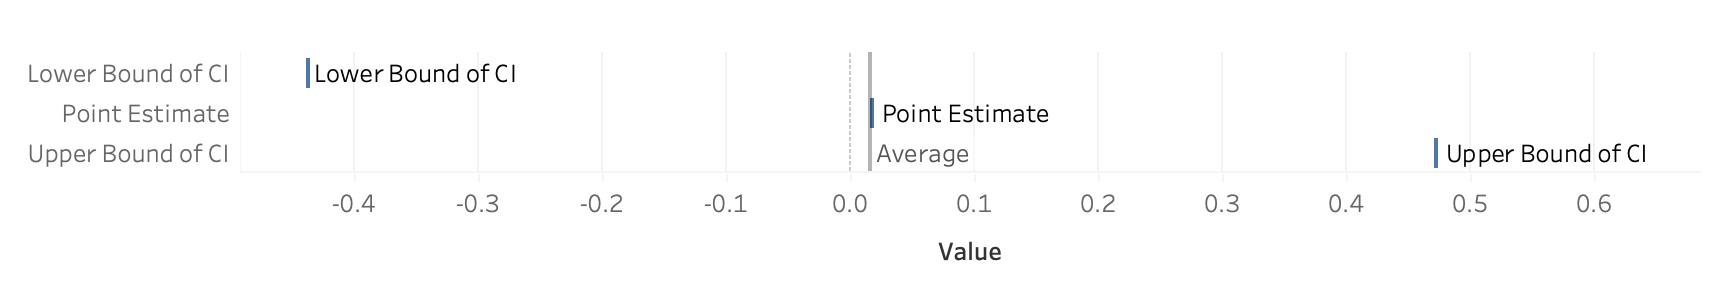 Lower Bound of CI Lower Bound of CI
Point Estimate Point Estimate
Upper Bound of CI Average Upper Bound of CI
-0.4 -0.3 -0.2 -0.1 0.0 0.1 0.2 0.3 0.4 0.5 0.6
Value